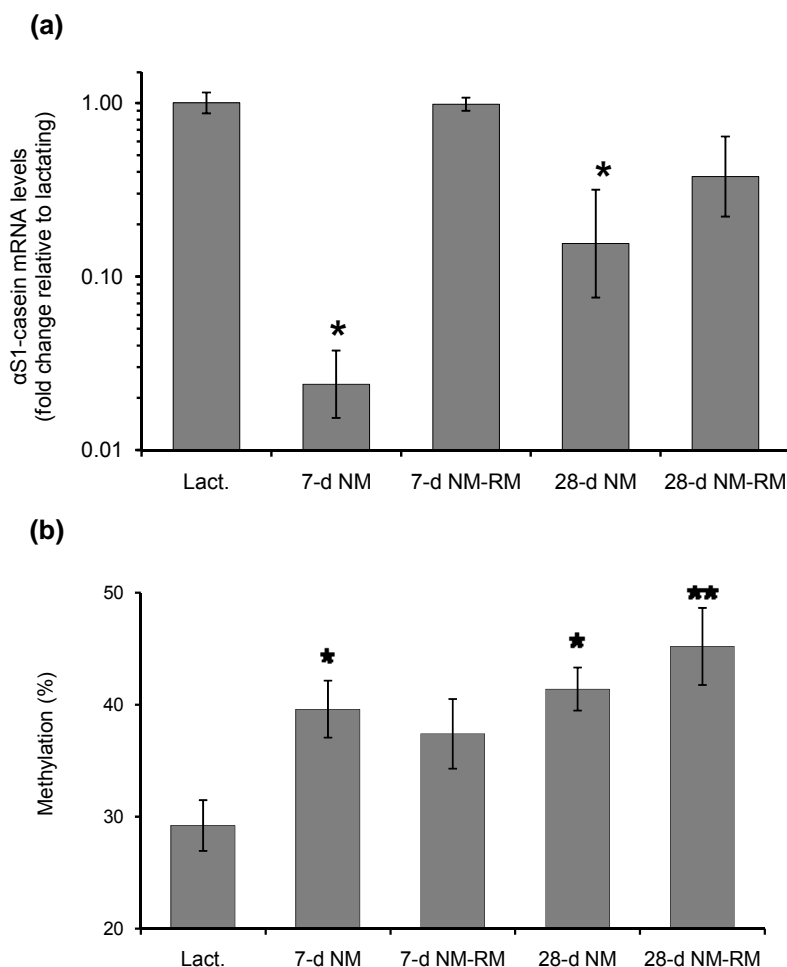 (a)
αS1-casein mRNA levels
(fold change relative to lactating)
1.00
0.10
0.01
*
*
Lact. 7-d NM 7-d NM-RM 28-d NM 28-d NM-RM
(b)
Methylation (%)
50
40
30
20
*
*
**
Lact. 7-d NM 7-d NM-RM 28-d NM 28-d NM-RM